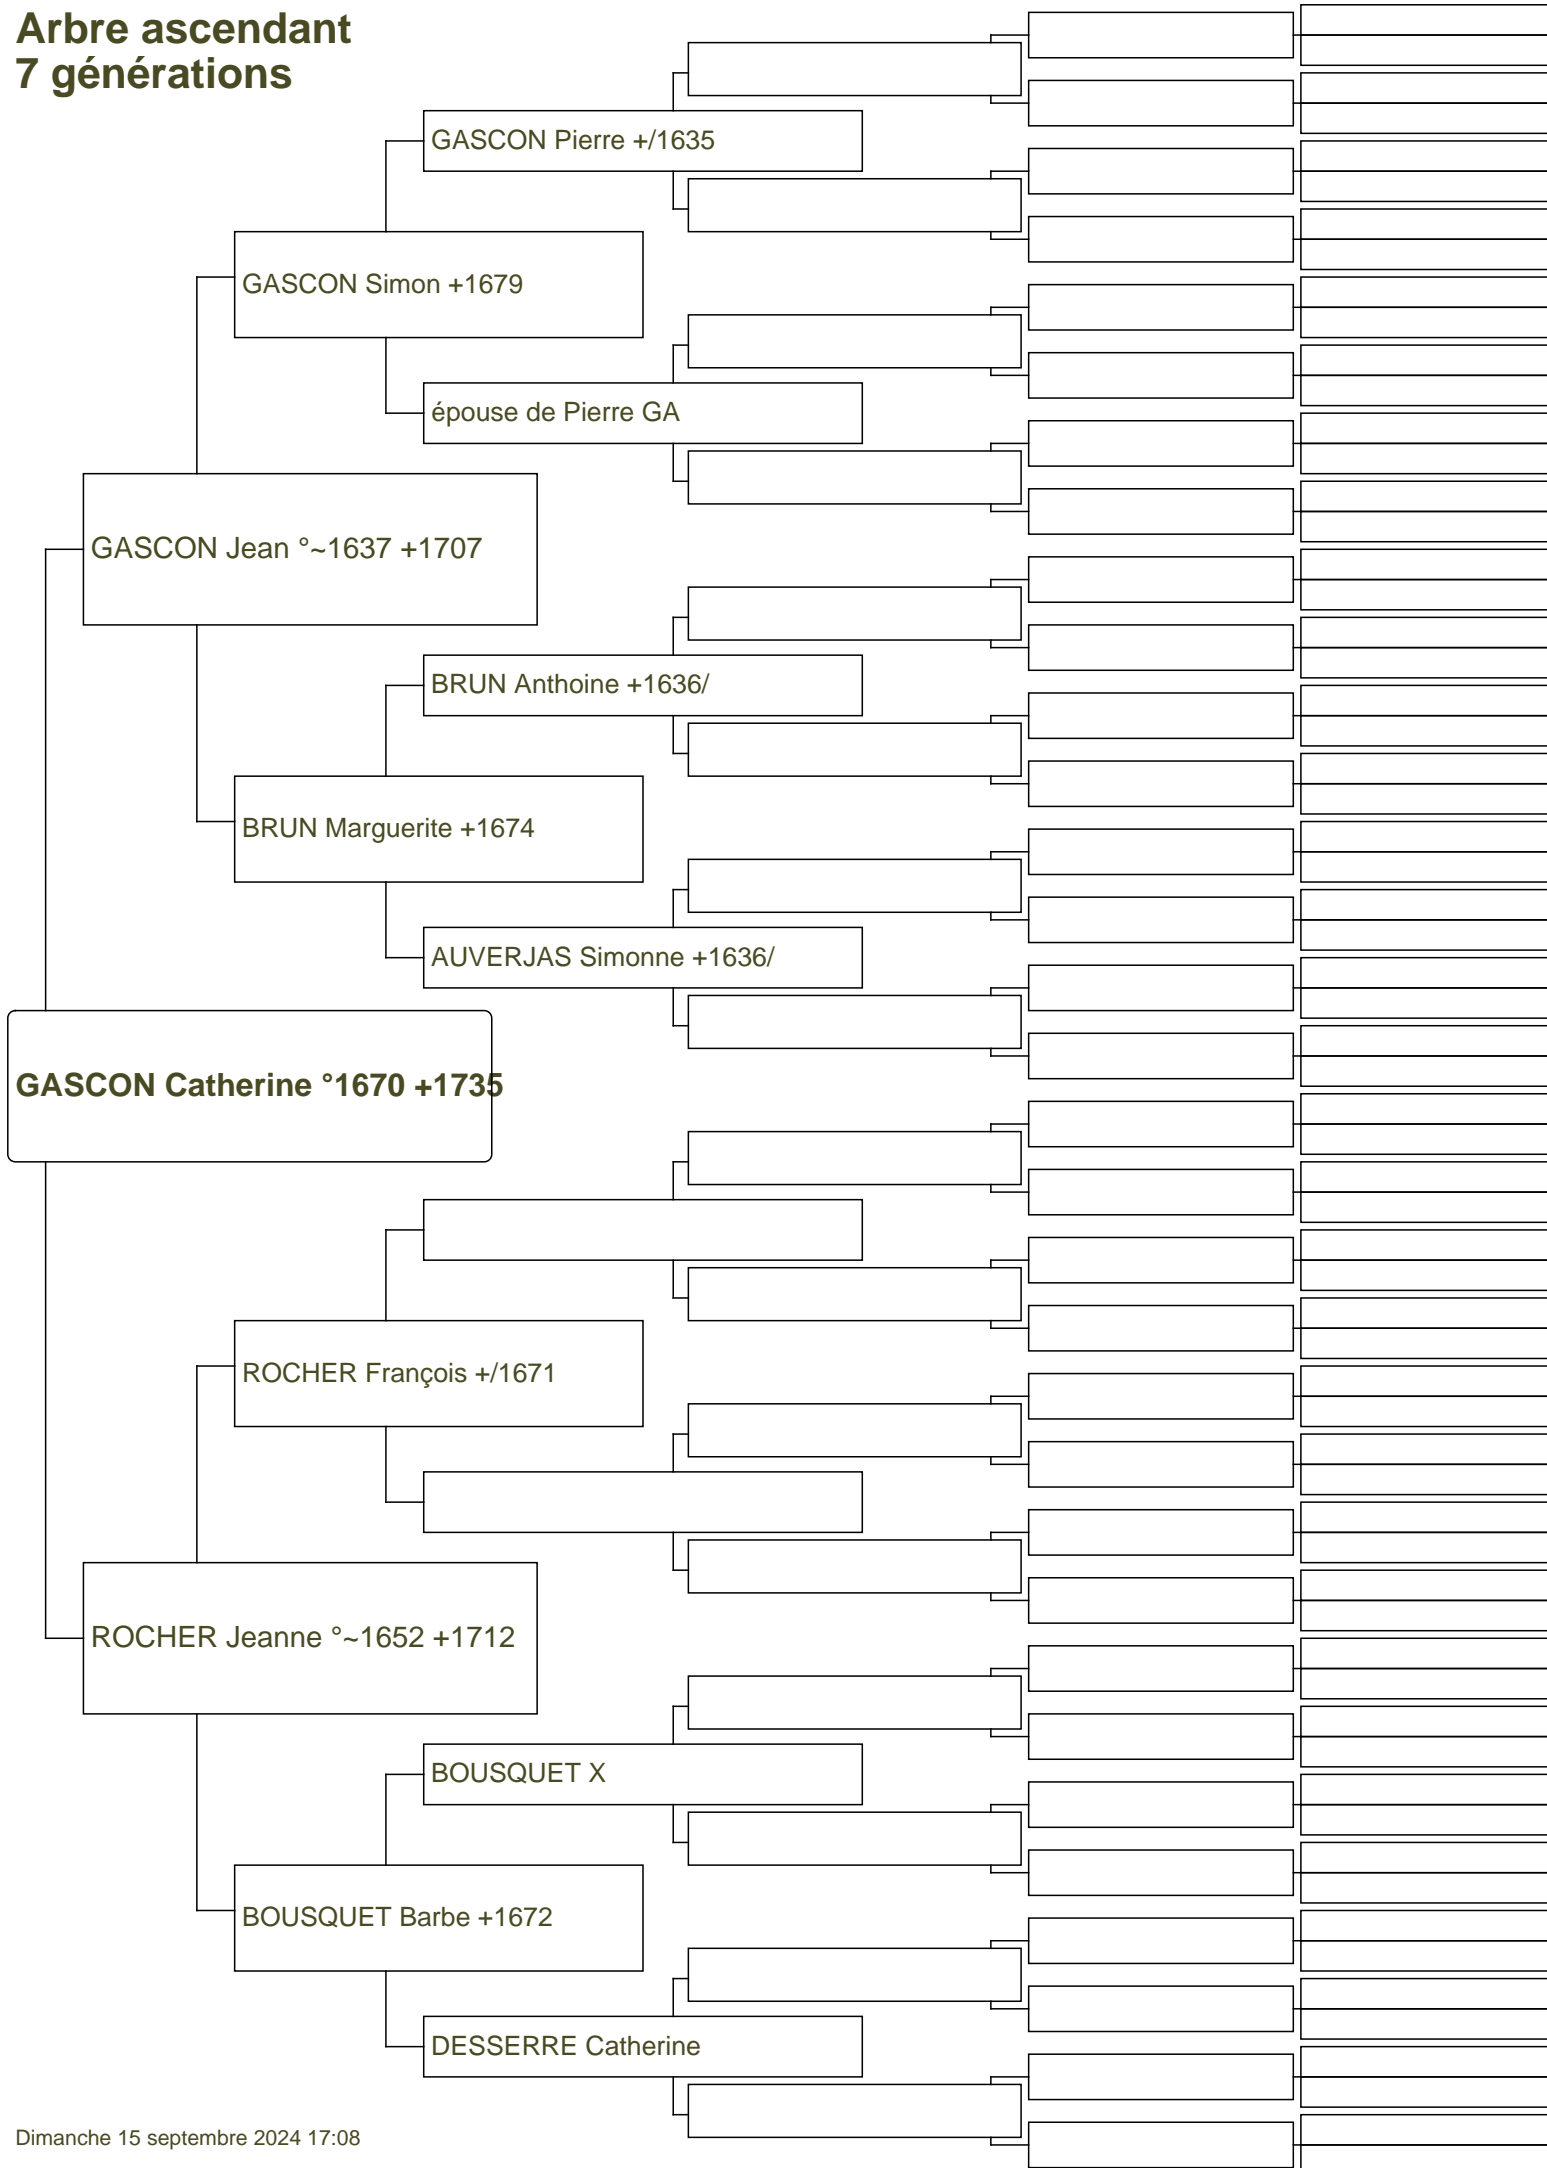 Arbre ascendant
7 générations
GASCON Pierre +/1635
GASCON Simon +1679
épouse de Pierre GA
GASCON Jean °~1637 +1707
BRUN Anthoine +1636/
BRUN Marguerite +1674
AUVERJAS Simonne +1636/
GASCON Catherine °1670 +1735
ROCHER François +/1671
ROCHER Jeanne °~1652 +1712
BOUSQUET X
BOUSQUET Barbe +1672
DESSERRE Catherine
Dimanche 15 septembre 2024 17:08